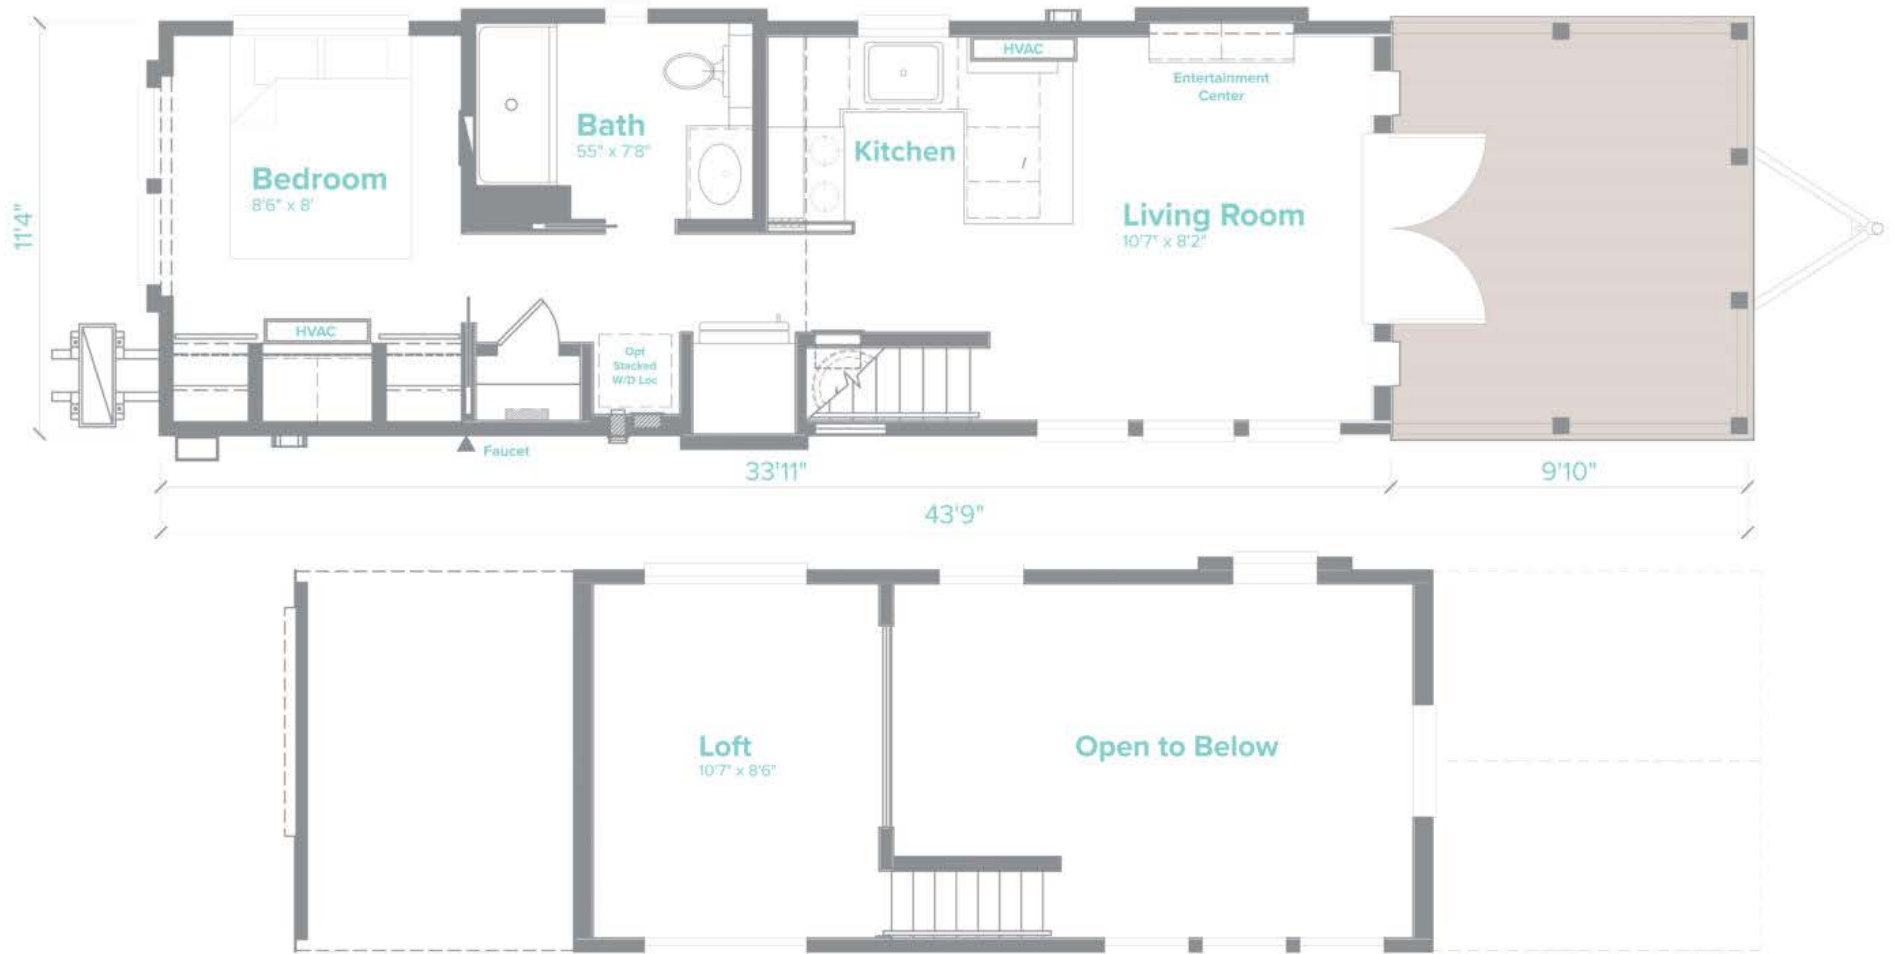 HVAC
Entertainment
Center
Bath
55" x 7'8"
Kitchen
Bedroom
8'6" x 8'
Living Room
10'7" x 8'2"
11'4"
HVAC
Opt
Stacked
W/D Loc
Faucet
33'11"
9'10"
43'9"
Loft
10'7" x 8'6"
Open to Below